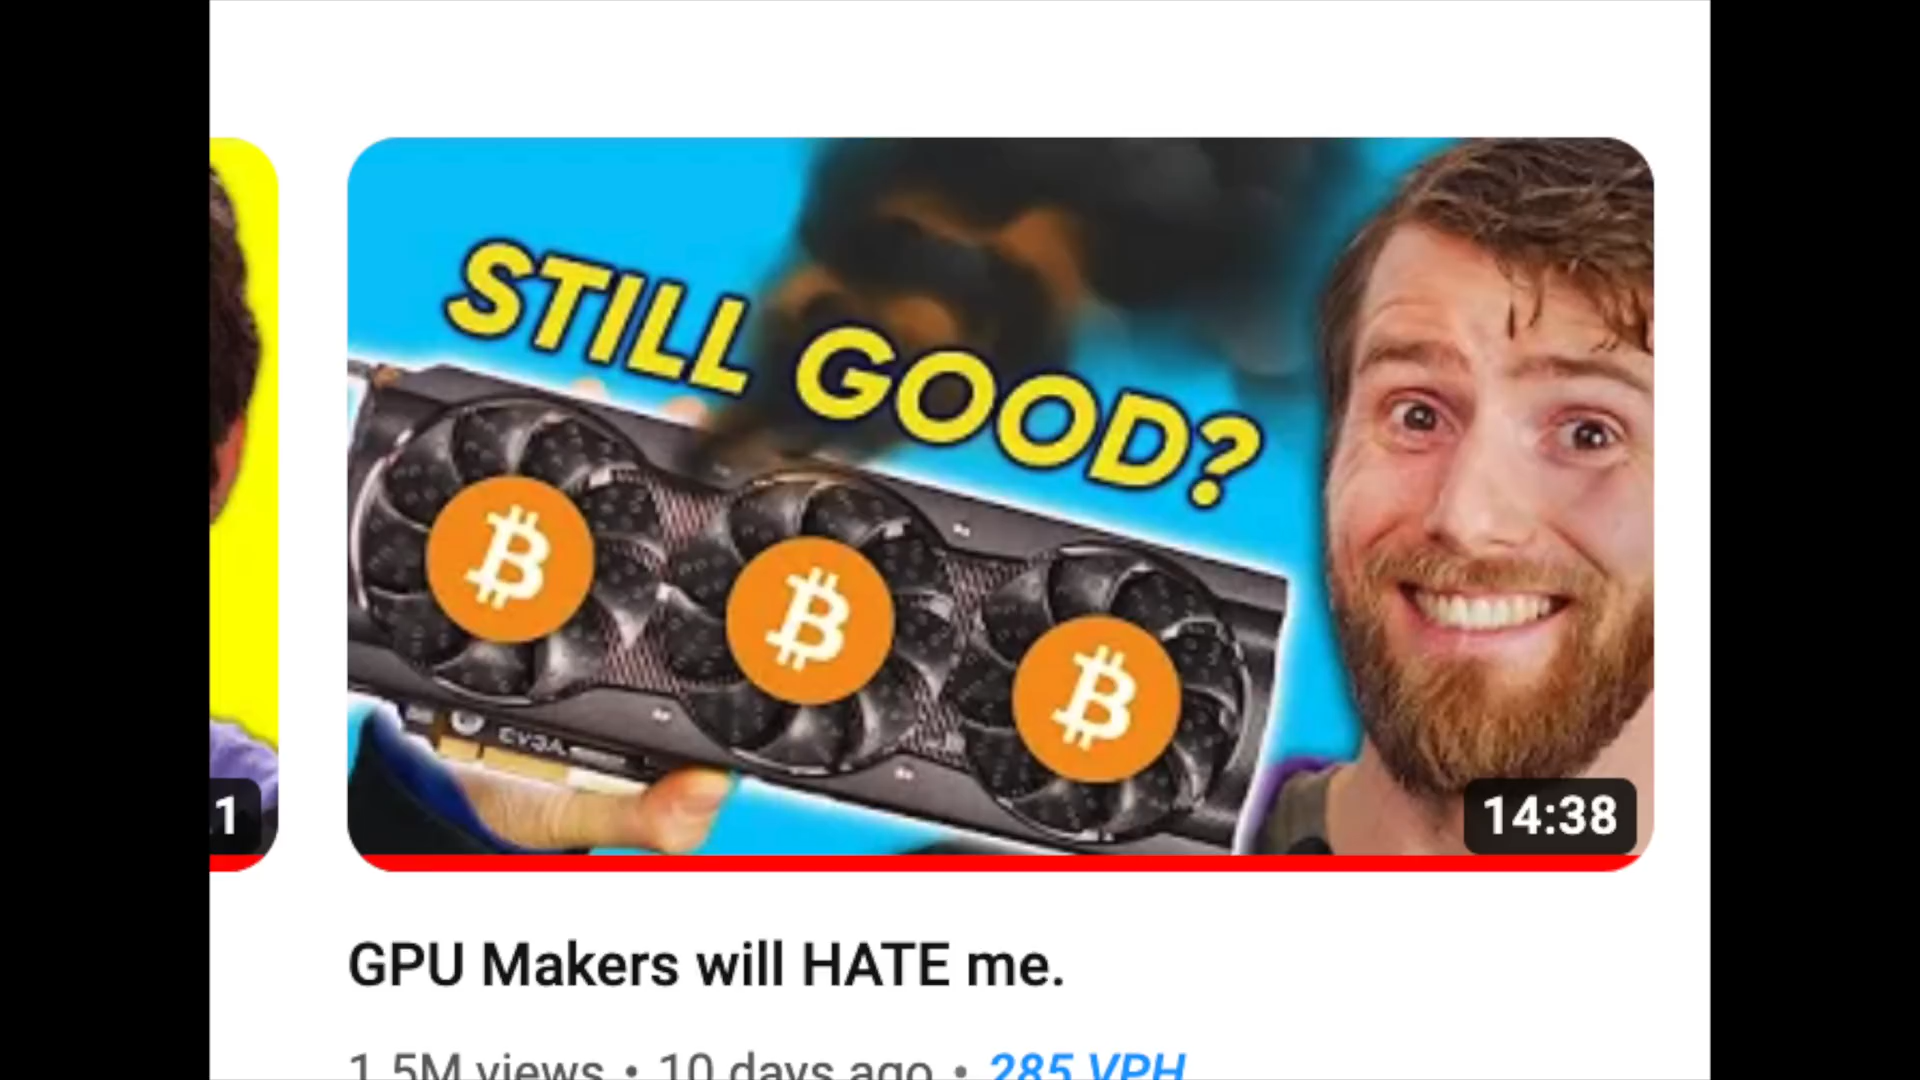 STILL GOOD?
EVGA
.1
14:38
GPU Makers will HATE me.
1.5M views • 10 days ago • 285 VPH